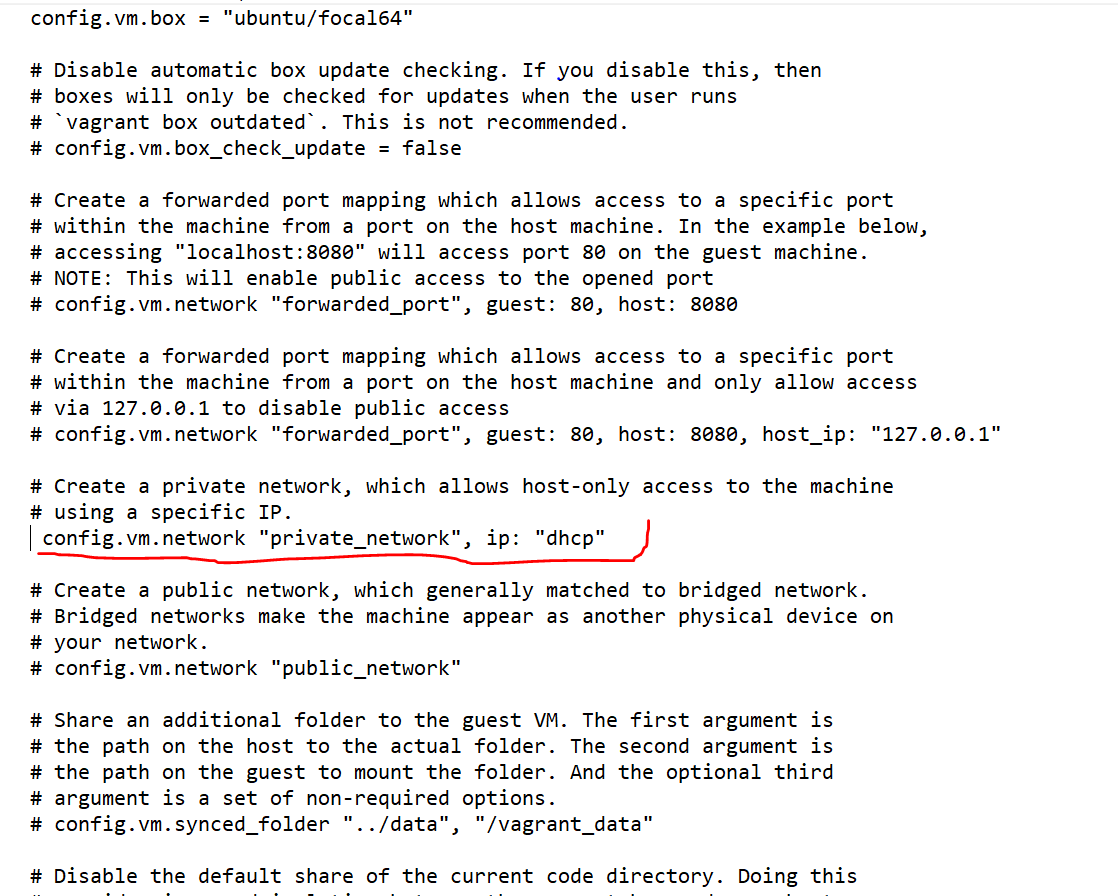 config.vm.box = "ubuntu/focal64"
# Disable automatic box update checking. If you disable this, then
# boxes will only be checked for updates when the user runs
# `vagrant box outdated`. This is not recommended.
# config.vm.box_check_update = false
# Create a forwarded port mapping which allows access to a specific port
# within the machine from a port on the host machine. In the example below,
# accessing "localhost:8080" will access port 80 on the guest machine.
# NOTE: This will enable public access to the opened port
# config.vm.network "forwarded_port", guest: 80, host: 8080
# Create a forwarded port mapping which allows access to a specific port
# within the machine from a port on the host machine and only allow access
# via 127.0.0.1 to disable public access
# config.vm.network "forwarded_port", guest: 80, host: 8080, host_ip: "127.0.0.1"
# Create a private network, which allows host-only access to the machine
# using a specific IP.
config.vm.network "private_network", ip: "dhcp"
# Create a public network, which generally matched to bridged network.
# Bridged networks make the machine appear as another physical device on
# your network.
# config.vm.network "public_network"
# Share an additional folder to the guest VM. The first argument is
# the path on the host to the actual folder. The second argument is
# the path on the guest to mount the folder. And the optional third
# argument is a set of non-required options.
# config.vm.synced_folder "../data", "/vagrant_data"
# Disable the default share of the current code directory. Doing this